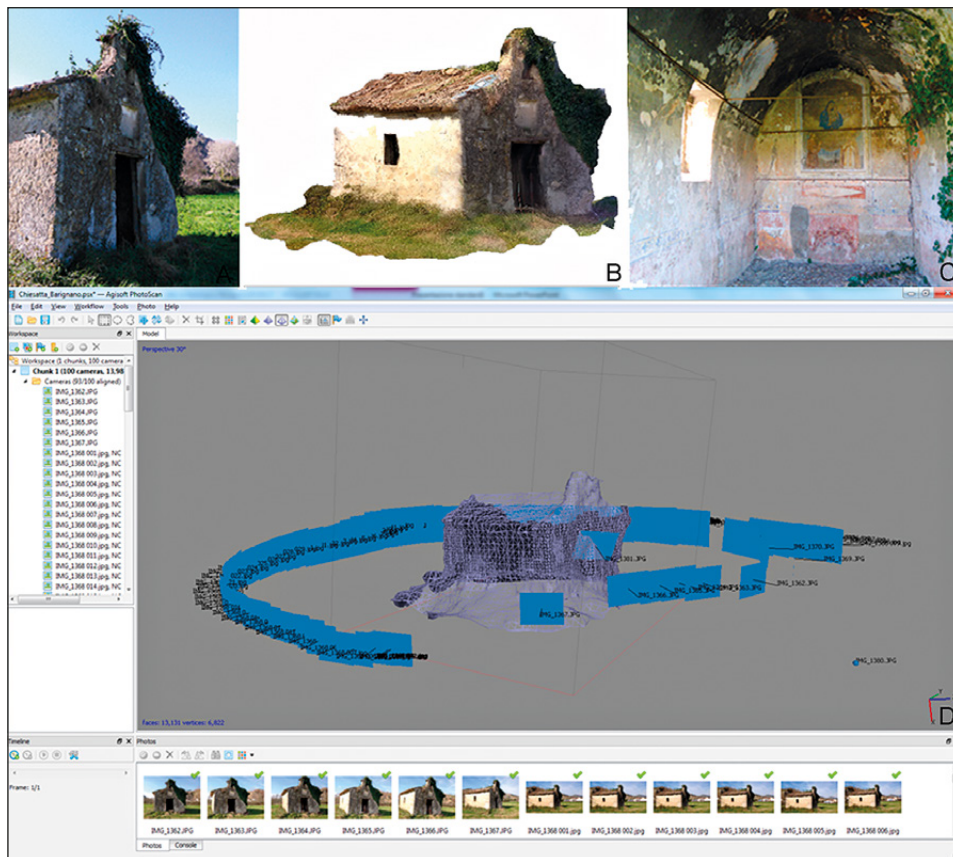 A
B
C
Chiesatta_Barignano.psx* — Agisoft PhotoScan
File Edit View Workflow Tools Photo Help
Workspace
Model
Workspace (1 chunks, 100 camera
Chunk 1 (100 cameras, 13,98
Cameras (93/100 aligned)
IMG_1362.JPG
IMG_1363.JPG
IMG_1364.JPG
IMG_1365.JPG
IMG_1366.JPG
IMG_1367.JPG
IMG_1368 001.jpg, NC
IMG_1368 002.jpg, NC
IMG_1368 003.jpg, NC
IMG_1368 004.jpg, NC
IMG_1368 005.jpg, NC
IMG_1368 006.jpg, NC
IMG_1368 007.jpg, NC
IMG_1368 008.jpg, NC
IMG_1368 009.jpg, NC
IMG_1368 010.jpg, NC
IMG_1368 011.jpg, NC
IMG_1368 012.jpg, NC
IMG_1368 013.jpg, NC
IMG_1368 014.jpg, NC
Perspective 30°
IMG_1370.JPG
IMG_1369.JPG
IMG_1381.JPG
IMG_1362.JPG
IMG_1366.JPG
IMG_1367.JPG
IMG_1380.JPG
Y
X
D
Faces: 13,131 vertices: 6,822
Timeline
Photos
Frame: 1/1
IMG_1362.JPG IMG_1363.JPG IMG_1364.JPG IMG_1365.JPG IMG_1366.JPG IMG_1367.JPG IMG_1368 001.jpg IMG_1368 002.jpg IMG_1368 003.jpg IMG_1368 004.jpg IMG_1368 005.jpg IMG_1368 006.jpg
Photos Console